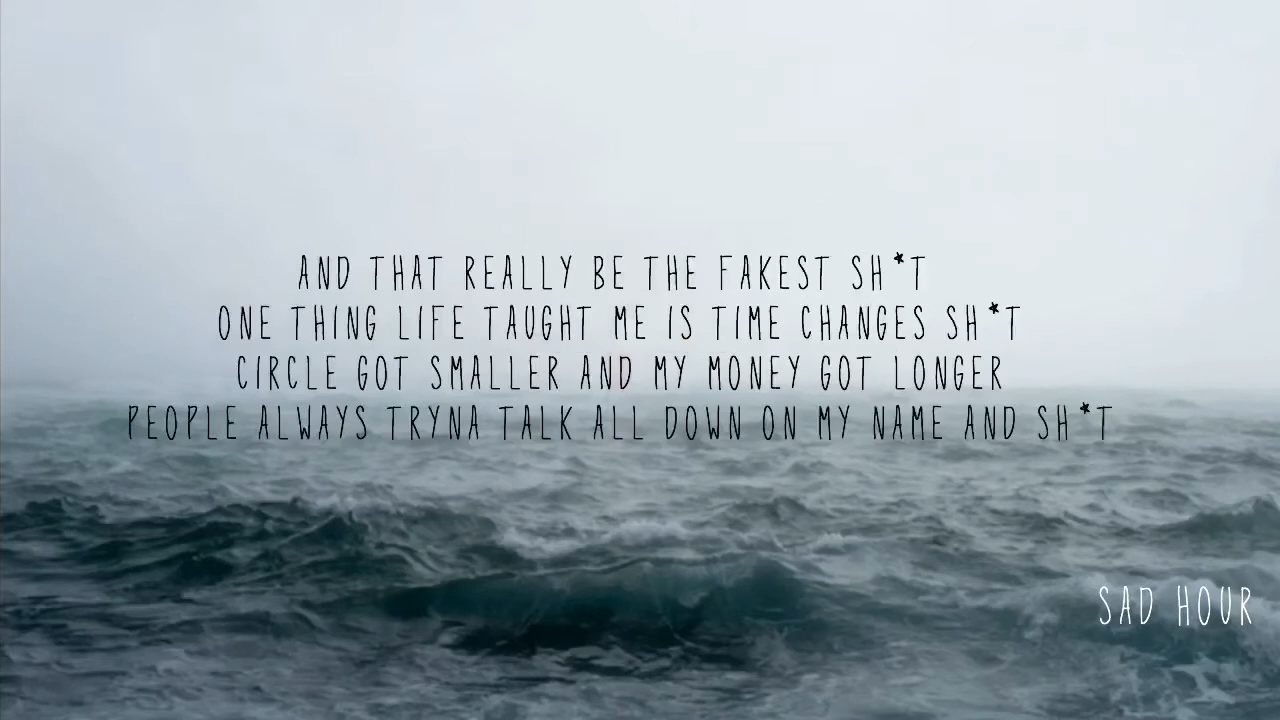 AND THAT REALLY BE THE FAKEST SH*T
ONE THING LIFE TAUGHT ME IS TIME CHANGES SH*T
CIRCLE GOT SMALLER AND MY MONEY GOT LONGER
PEOPLE ALWAYS TRYNA TALK ALL DOWN ON MY NAME AND SH*T
SAD HOUR